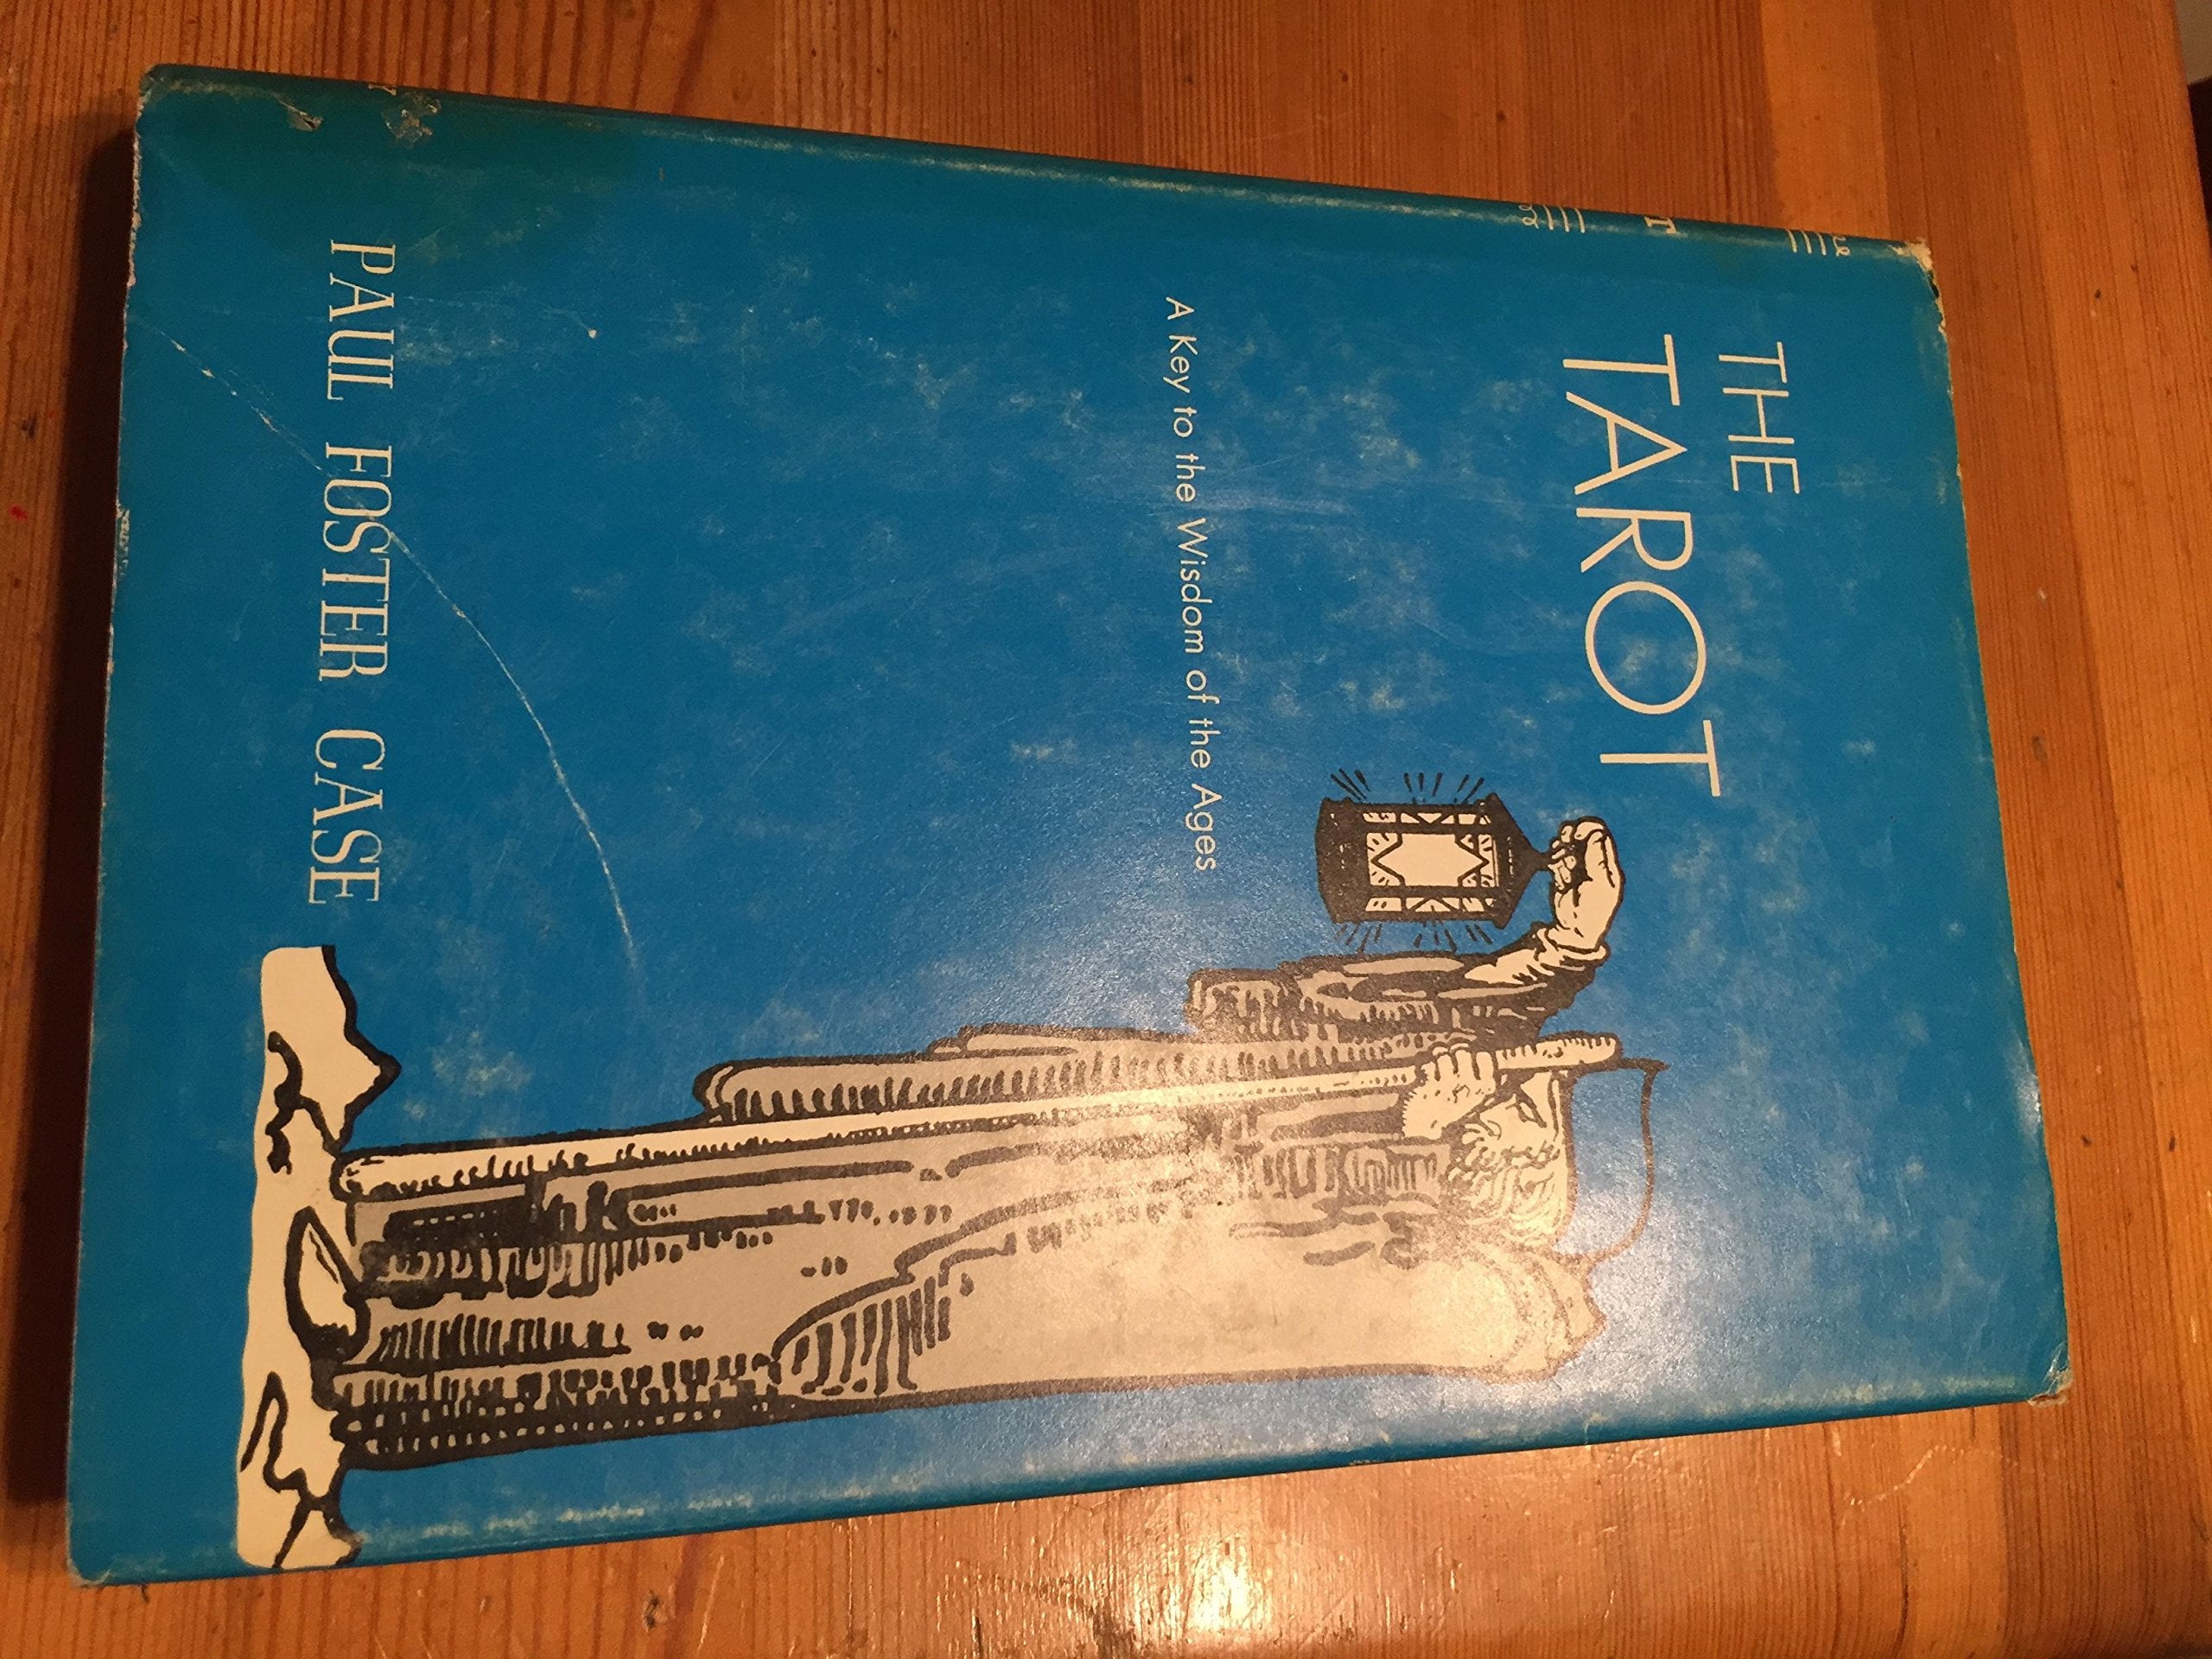 THE
TAROT
A Key to the Wisdom of the Ages
PAUL FOSTER CASE